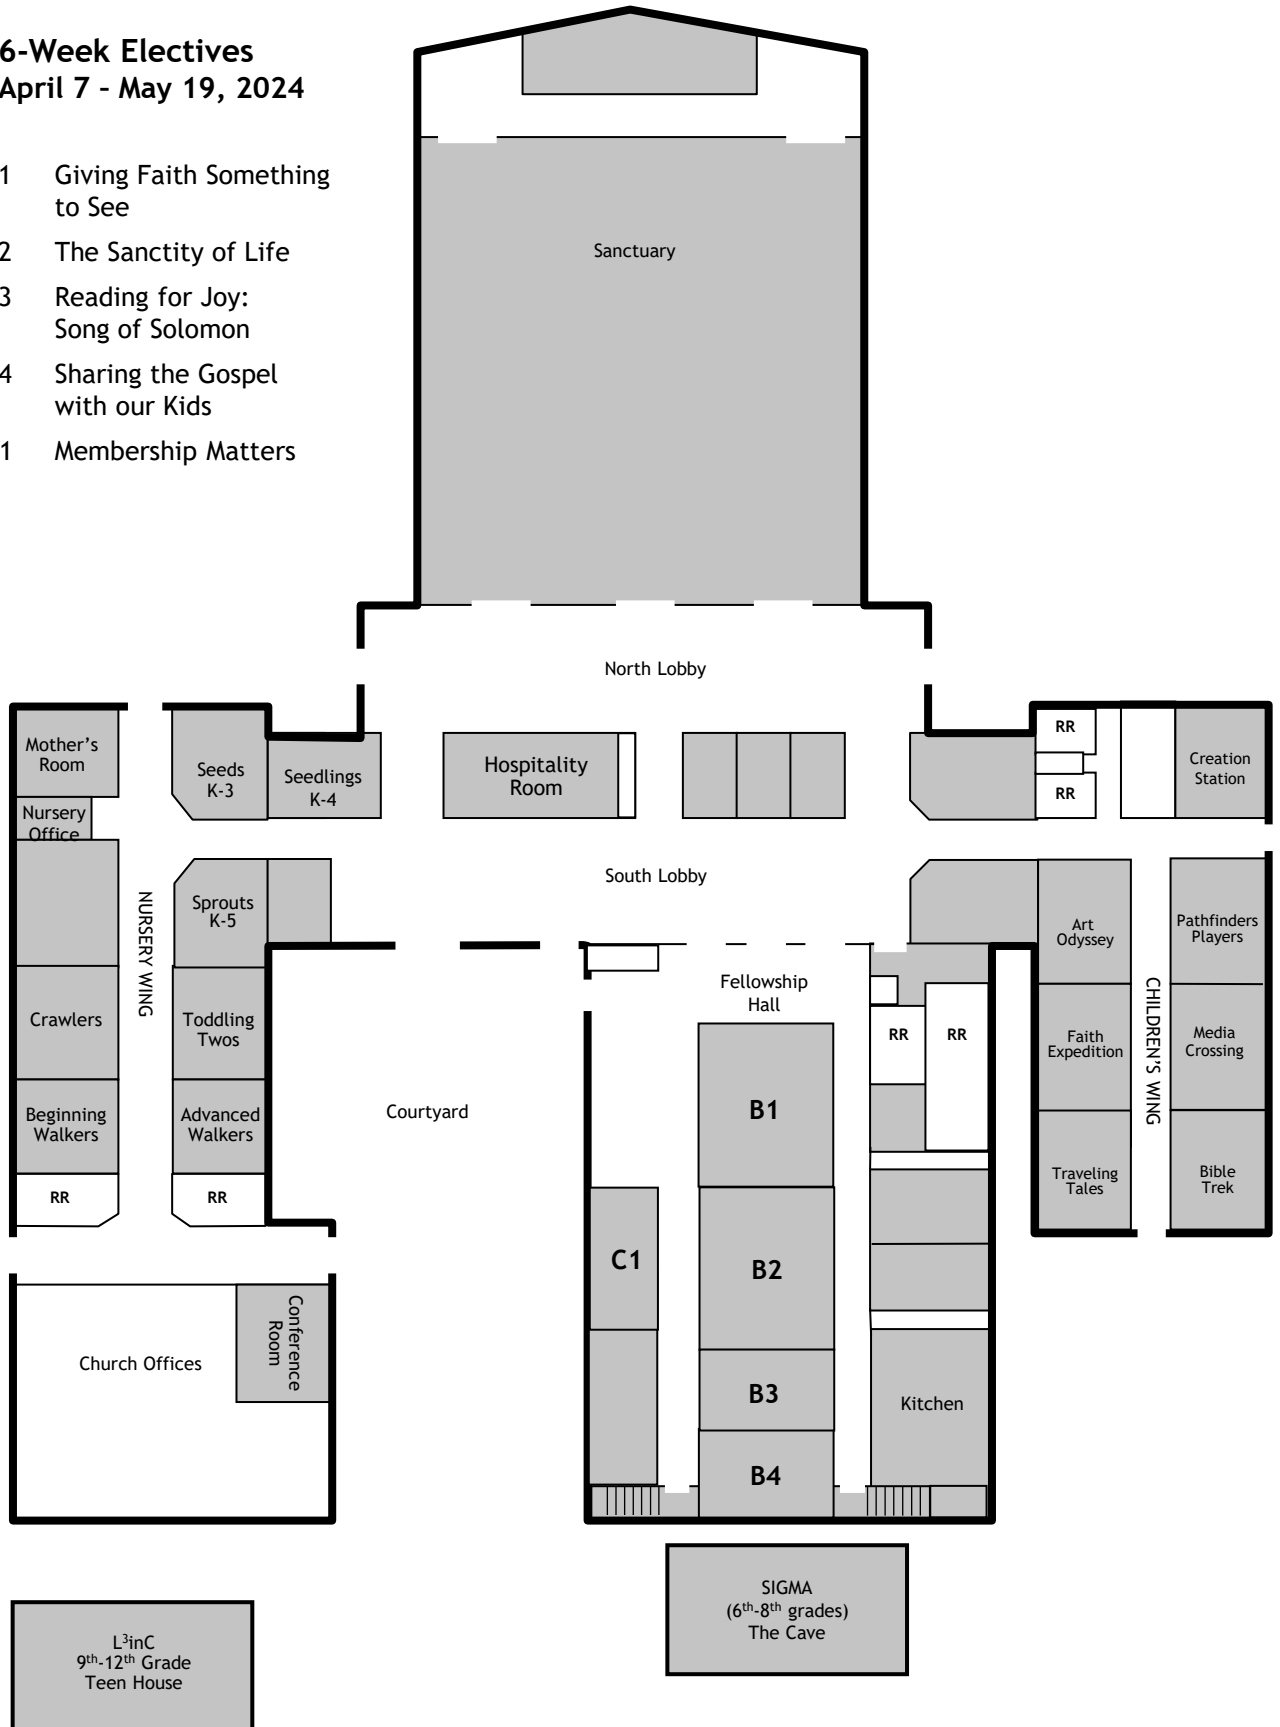 6-Week Electives
April 7 – May 19, 2024
1 Giving Faith Something
to See
2 The Sanctity of Life
3 Reading for Joy:
Song of Solomon
4 Sharing the Gospel
with our Kids
1 Membership Matters
Sanctuary
North Lobby
Mother's
Room
Seeds
K-3
Seedlings
K-4
Hospitality
Room
RR
RR
Creation
Station
Nursery
Office
NURSERY WING
Sprouts
K-5
South Lobby
Art
Odyssey
Pathfinders
Players
Fellowship
Hall
Crawlers
Toddling
Twos
RR
RR
Faith
Expedition
CHILDREN'S WING
Media
Crossing
Beginning
Walkers
Advanced
Walkers
Courtyard
B1
Traveling
Tales
Bible
Trek
RR
RR
C1
B2
Church Offices
Conference
Room
B3
Kitchen
B4
SIGMA
(6th-8th grades)
The Cave
L³inC
9th-12th Grade
Teen House